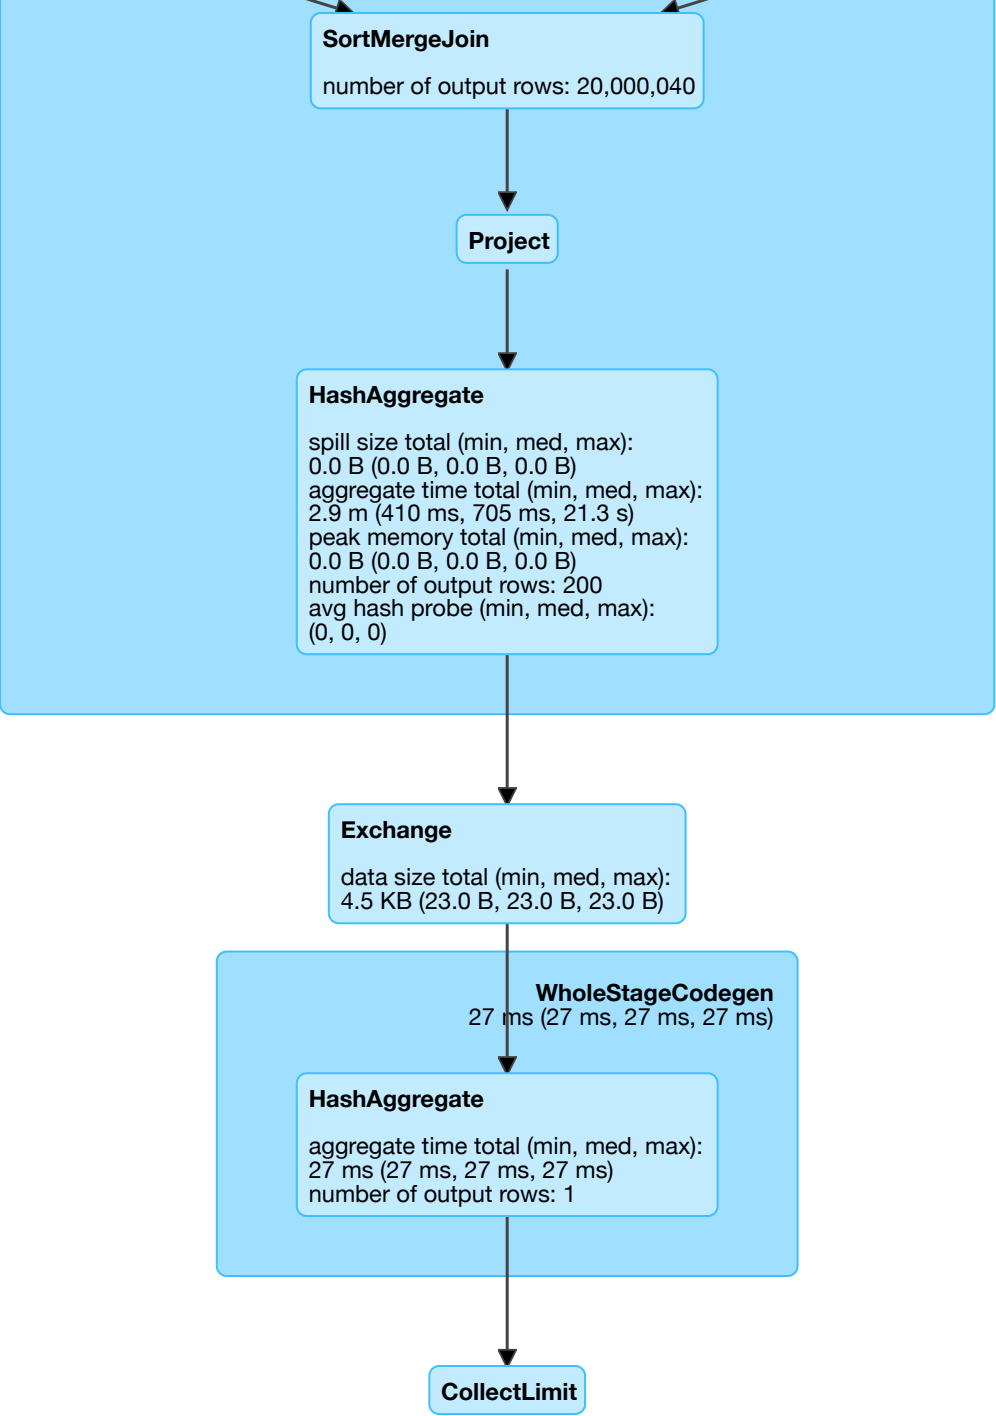 SortMergeJoin
number of output rows: 20,000,040
Project
HashAggregate
spill size total (min, med, max):
0.0 B (0.0 B, 0.0 B, 0.0 B)
aggregate time total (min, med, max):
2.9 m (410 ms, 705 ms, 21.3 s)
peak memory total (min, med, max):
0.0 B (0.0 B, 0.0 B, 0.0 B)
number of output rows: 200
avg hash probe (min, med, max):
(0, 0, 0)
Exchange
data size total (min, med, max):
4.5 KB (23.0 B, 23.0 B, 23.0 B)
WholeStageCodegen
27 ms (27 ms, 27 ms, 27 ms)
HashAggregate
aggregate time total (min, med, max):
27 ms (27 ms, 27 ms, 27 ms)
number of output rows: 1
CollectLimit